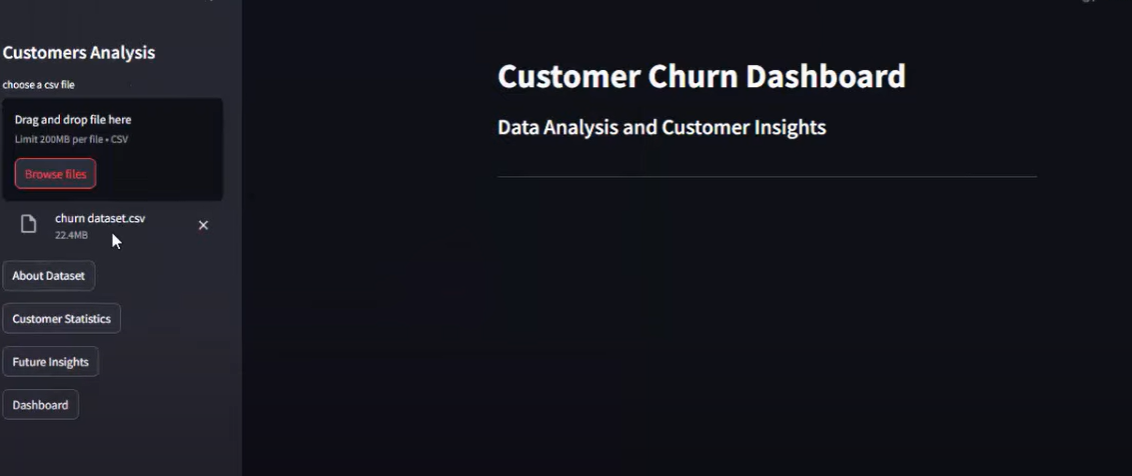 Customers Analysis
choose a csv file
Drag and drop file here
Limit 200MB per file • CSV
Browse files
churn dataset.csv
22.4MB
About Dataset
Customer Statistics
Future Insights
Dashboard
Customer Churn Dashboard
Data Analysis and Customer Insights